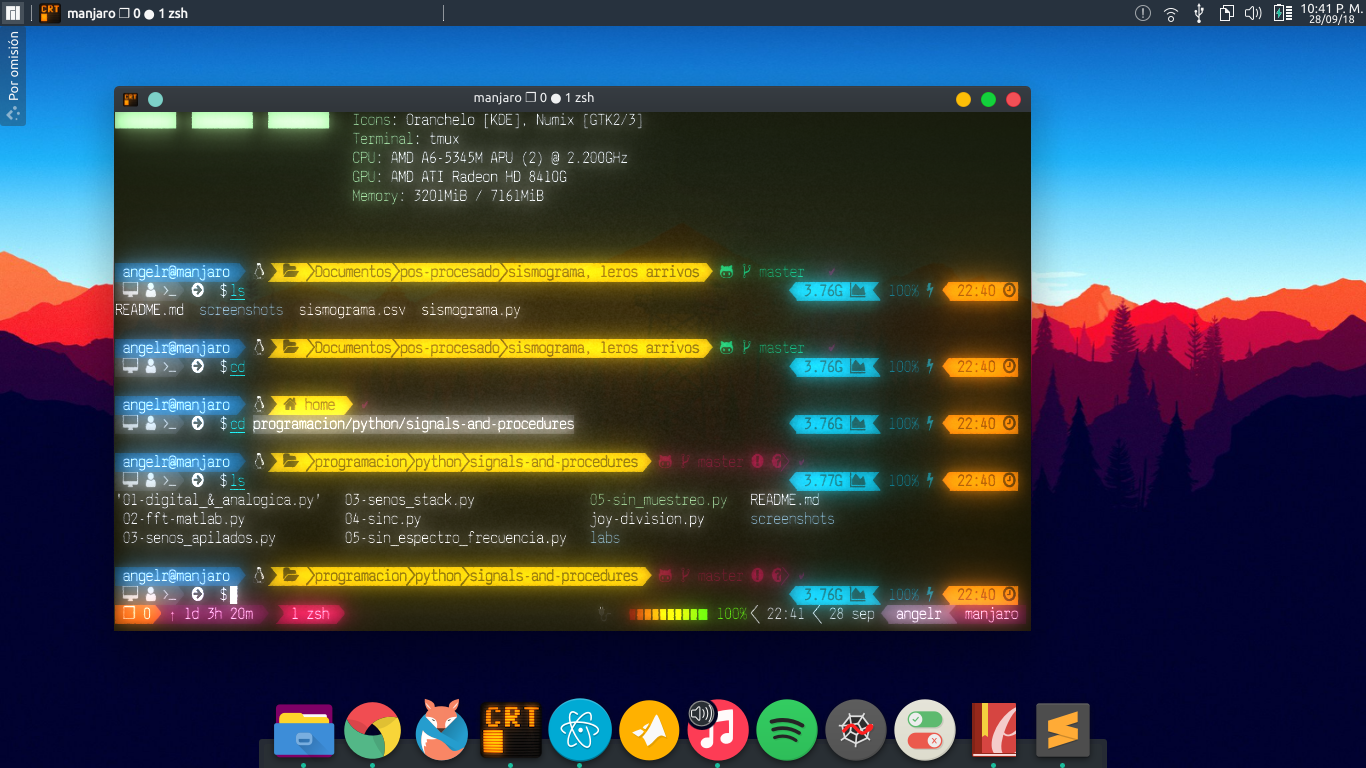 manjaro ❐ 0 ● 1 zsh
10:41 P. M.
28/09/18
Por omisión
CRT
manjaro ❐ 0 ● 1 zsh
Icons: Oranchelo [KDE], Numix [GTK2/3]
Terminal: tmux
CPU: AMD A6-5345M APU (2) @ 2.200GHz
GPU: AMD ATI Radeon HD 8410G
Memory: 3201MiB / 7161MiB
angelr@manjaro Documentos pos-procesado sismograma, leros arrivos master
$ ls 3.76G 100% 22:40
README.md screenshots sismograma.csv sismograma.py
angelr@manjaro Documentos pos-procesado sismograma, leros arrivos master
$ cd 3.76G 100% 22:40
angelr@manjaro home
$ cd programacion/python/signals-and-procedures 3.76G 100% 22:40
angelr@manjaro programacion python signals-and-procedures master
$ ls 3.77G 100% 22:40
'01-digital_&_analogica.py' 03-senos_stack.py 05-sin_muestreo.py README.md
02-fft-matlab.py 04-sinc.py joy-division.py screenshots
03-senos_apilados.py 05-sin_espectro_frecuencia.py labs
angelr@manjaro programacion python signals-and-procedures master
$ 3.76G 100% 22:40
❐ 0 ↑ 1d 3h 20m 1 zsh 100% 22:41 28 sep angelr manjaro
CRT